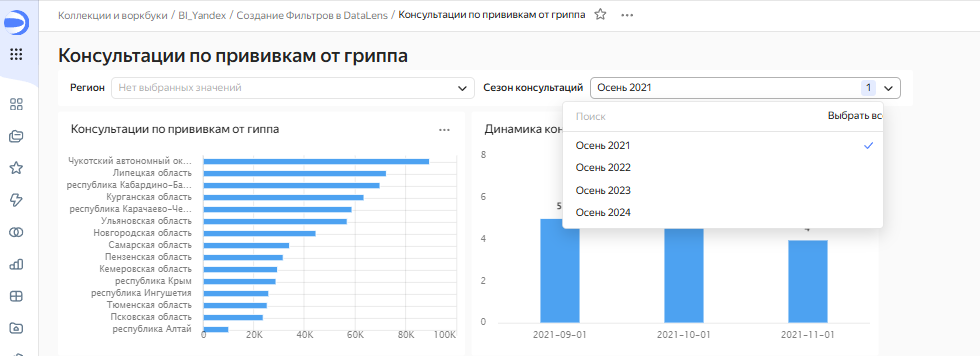 Коллекции и воркбуки / BI_Yandex / Создание Фильтров в DataLens / Консультации по прививкам от гриппа
Консультации по прививкам от гриппа
Регион Нет выбранных значений Сезон консультаций Осень 2021 1
Поиск Выбрать вс
Осень 2021
Осень 2022
Осень 2023
Осень 2024
Консультации по прививкам от гиппа
Чукотский автономный ок...
Липецкая область
республика Кабардино-Ба...
Курганская область
республика Карачаево-Че...
Ульяновская область
Новгородская область
Самарская область
Пензенская область
Кемеровская область
республика Крым
республика Ингушетия
Тюменская область
Псковская область
республика Алтай
0 20K 40K 60K 80K 100K
Динамика кон
8
6
4
2
0
5
2021-09-01 2021-10-01 2021-11-01